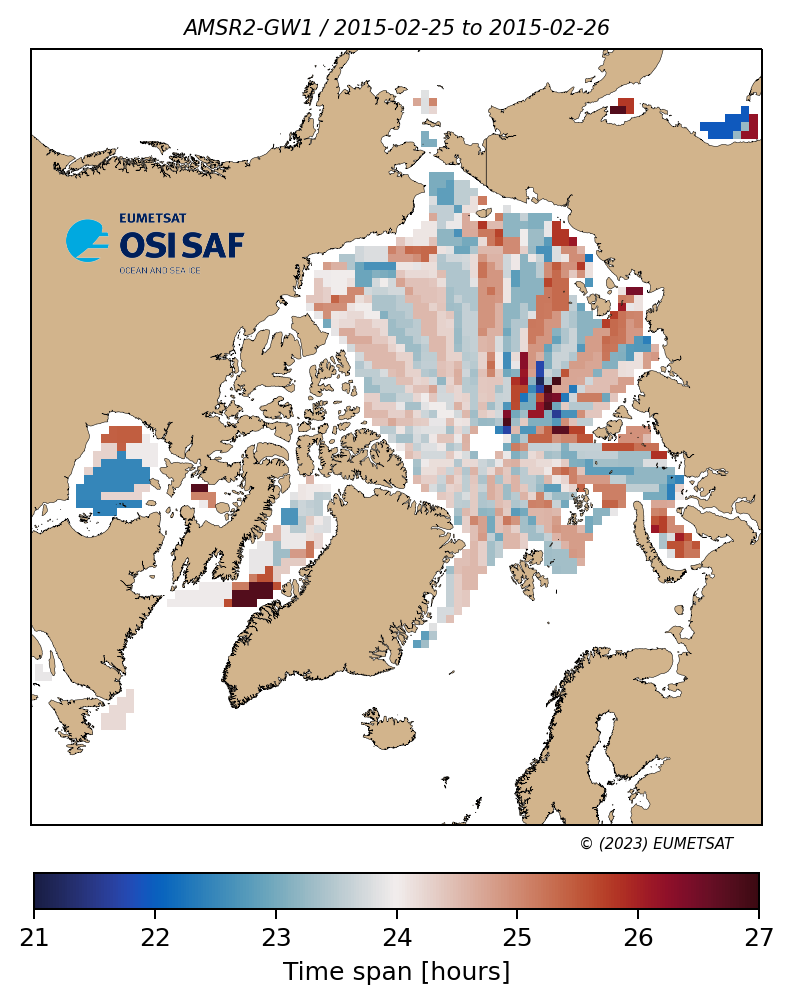 AMSR2-GW1 / 2015-02-25 to 2015-02-26
EUMETSAT
OSI SAF
OCEAN AND SEA ICE
© (2023) EUMETSAT
21 22 23 24 25 26 27
Time span [hours]